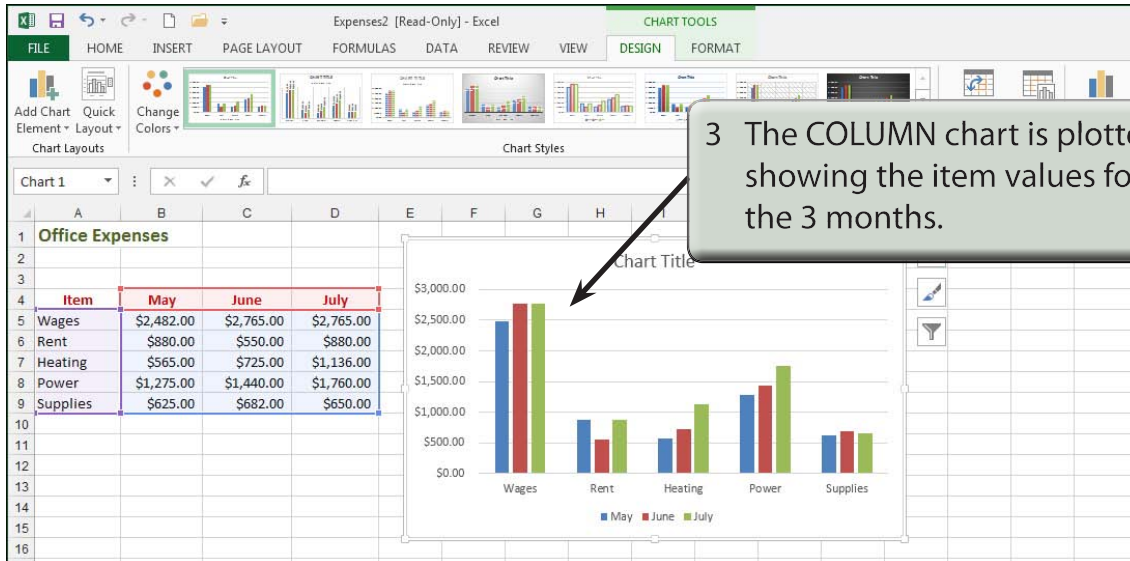 Expenses2 [Read-Only] - Excel CHART TOOLS
FILE HOME INSERT PAGE LAYOUT FORMULAS DATA REVIEW VIEW DESIGN FORMAT
Add Chart Quick Change
Element Layout Colors
Chart Layouts Chart Styles
3 The COLUMN chart is plotte
showing the item values fo
the 3 months.
Chart 1 fx
A B C D E F G H I
1 Office Expenses
2
3
4 Item May June July
5 Wages $2,482.00 $2,765.00 $2,765.00
6 Rent $880.00 $550.00 $880.00
7 Heating $565.00 $725.00 $1,136.00
8 Power $1,275.00 $1,440.00 $1,760.00
9 Supplies $625.00 $682.00 $650.00
10
11
12
13
14
15
16
Chart Title
$3,000.00
$2,500.00
$2,000.00
$1,500.00
$1,000.00
$500.00
$0.00
Wages Rent Heating Power Supplies
May June July